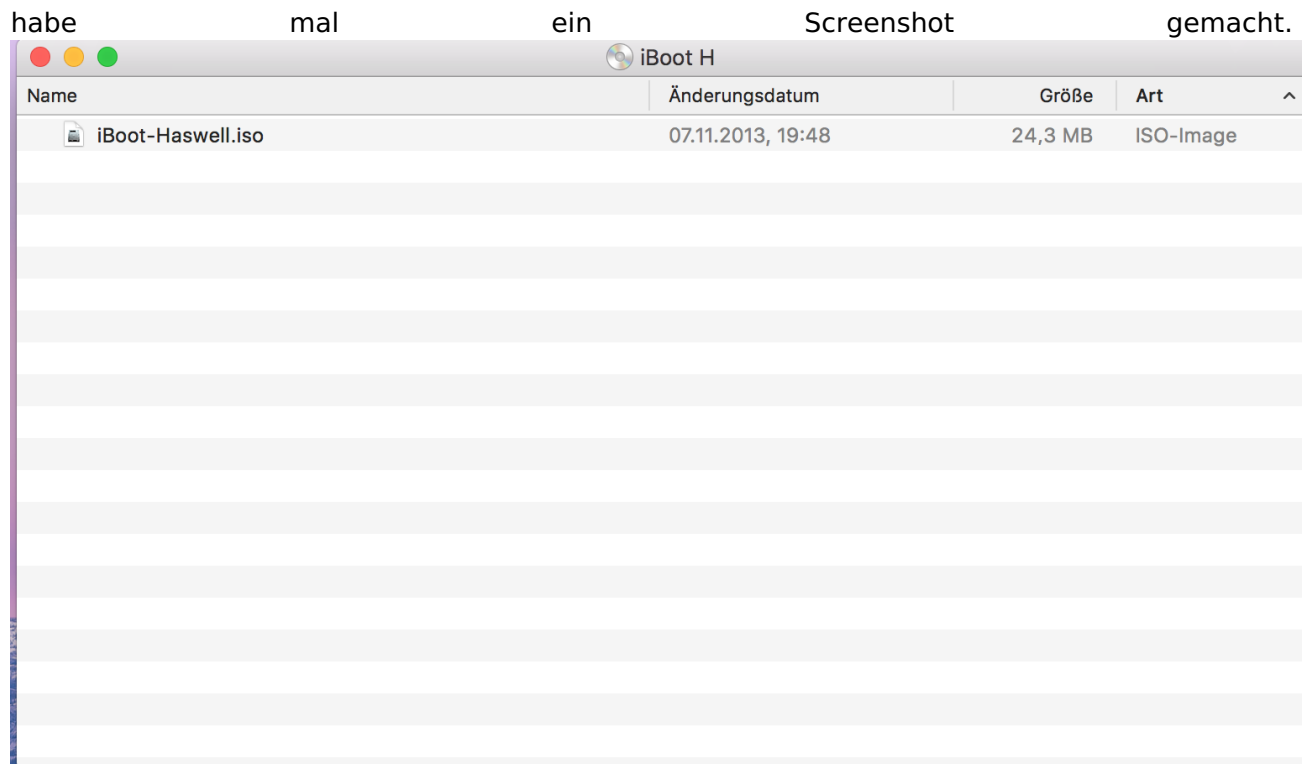 habe mal ein Screenshot gemacht.
iBoot H
Name Änderungsdatum Größe Art
iBoot-Haswell.iso 07.11.2013, 19:48 24,3 MB ISO-Image